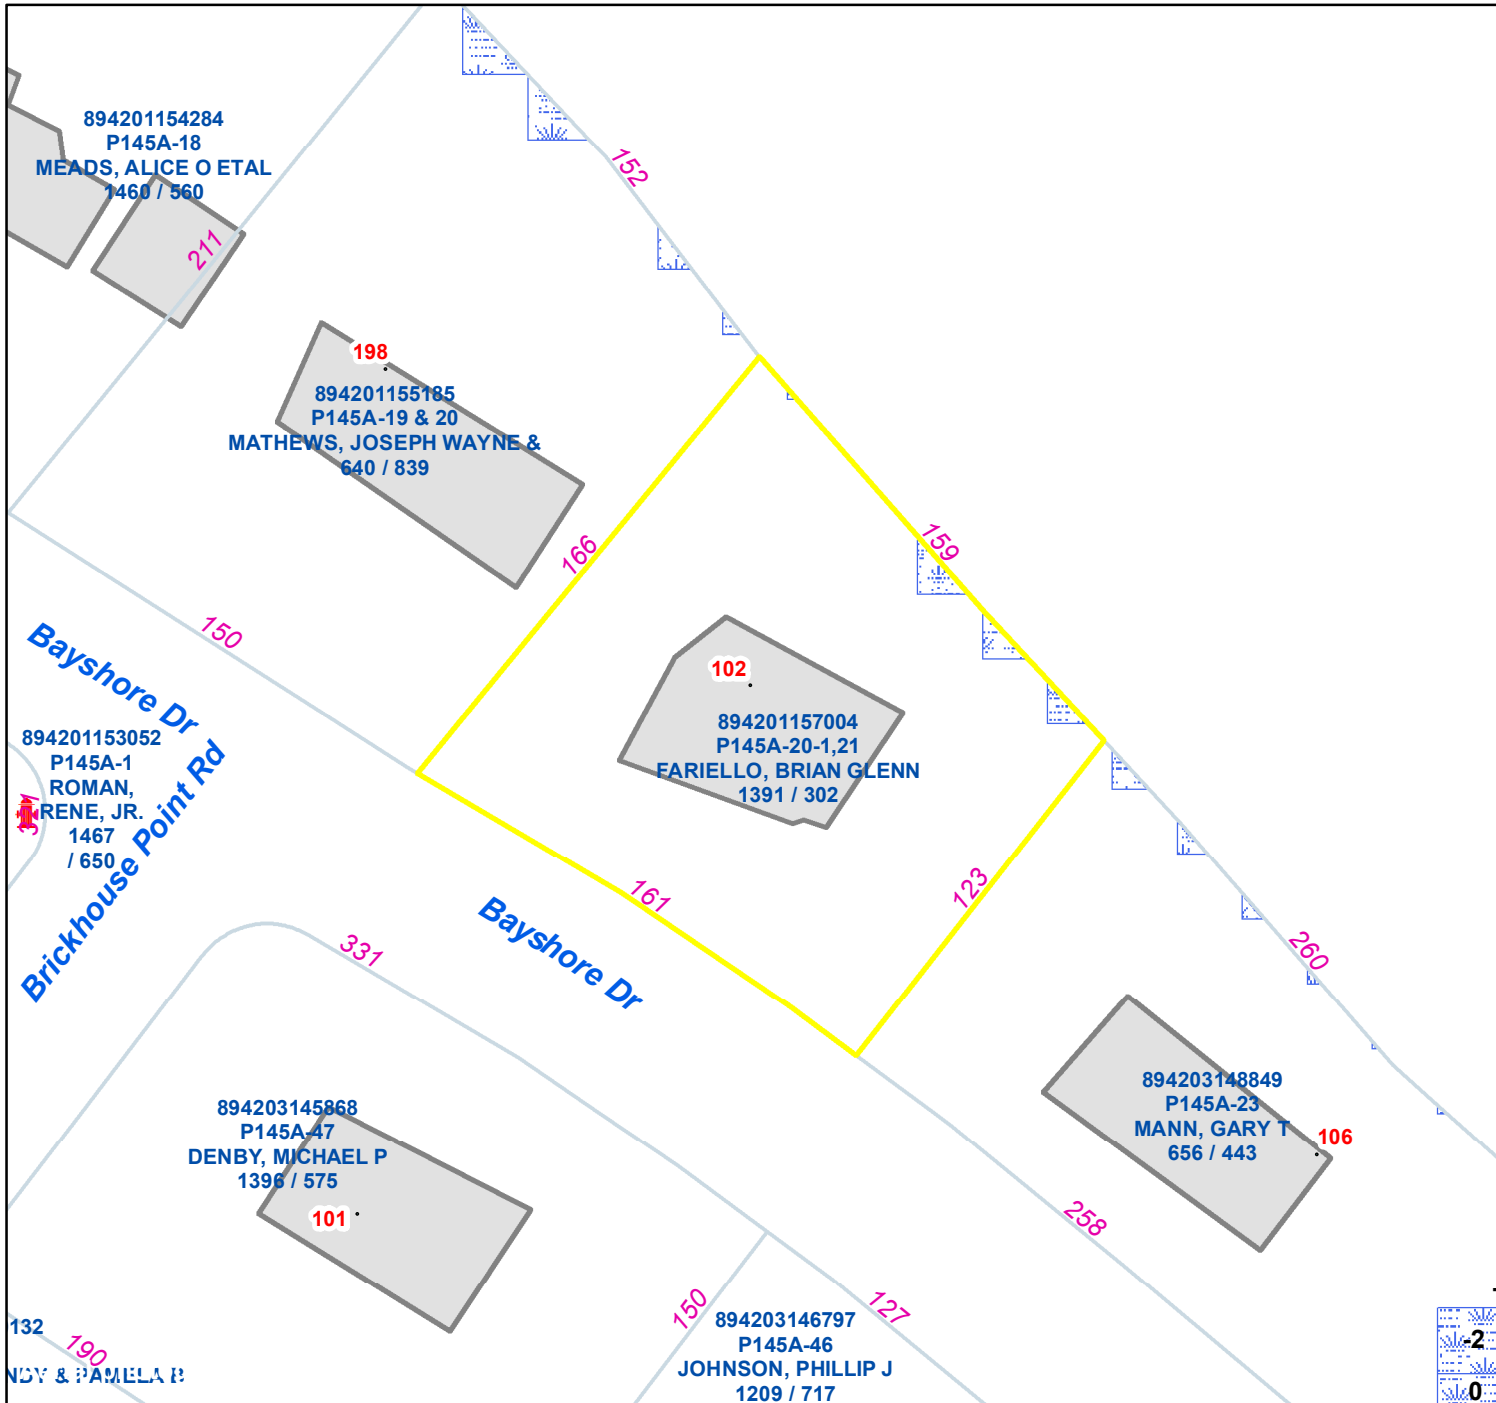 894201154284
P145A-18
MEADS, ALICE O ETAL
1460 / 560
152
211
198
894201155185
P145A-19 & 20
MATHEWS, JOSEPH WAYNE &
640 / 839
166
159
150
Bayshore Dr
102
894201157004
P145A-20-1,21
FARIELLO, BRIAN GLENN
1391 / 302
894201153052
P145A-1
ROMAN,
RENE, JR.
1467
/ 650
Brickhouse Point Rd
161
123
Bayshore Dr
331
260
894203148849
P145A-23
MANN, GARY T
656 / 443
106
894203145868
P145A-47
DENBY, MICHAEL P
1396 / 575
101
258
150
127
894203146797
P145A-46
JOHNSON, PHILLIP J
1209 / 717
132
190
NDY & PAMELA B
-2
0